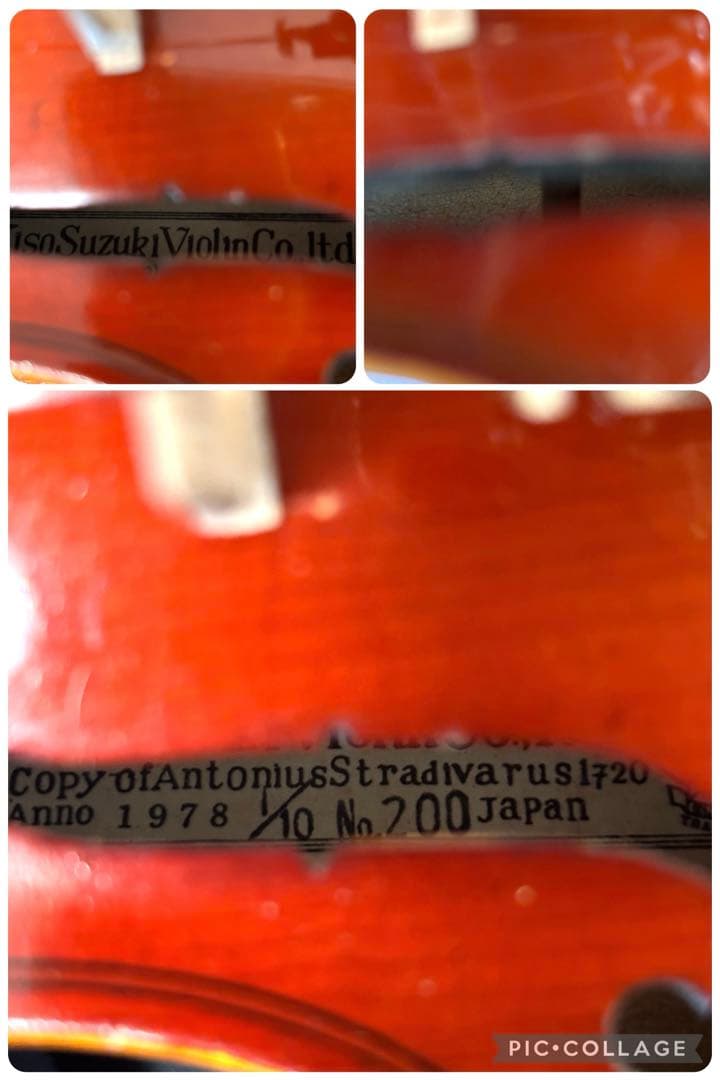 Suzuki Violin Co. ltd
Copy of Antonius Stradivarus 1720
Anno 1978 1/10 No. 200 Japan
PIC•COLLAGE